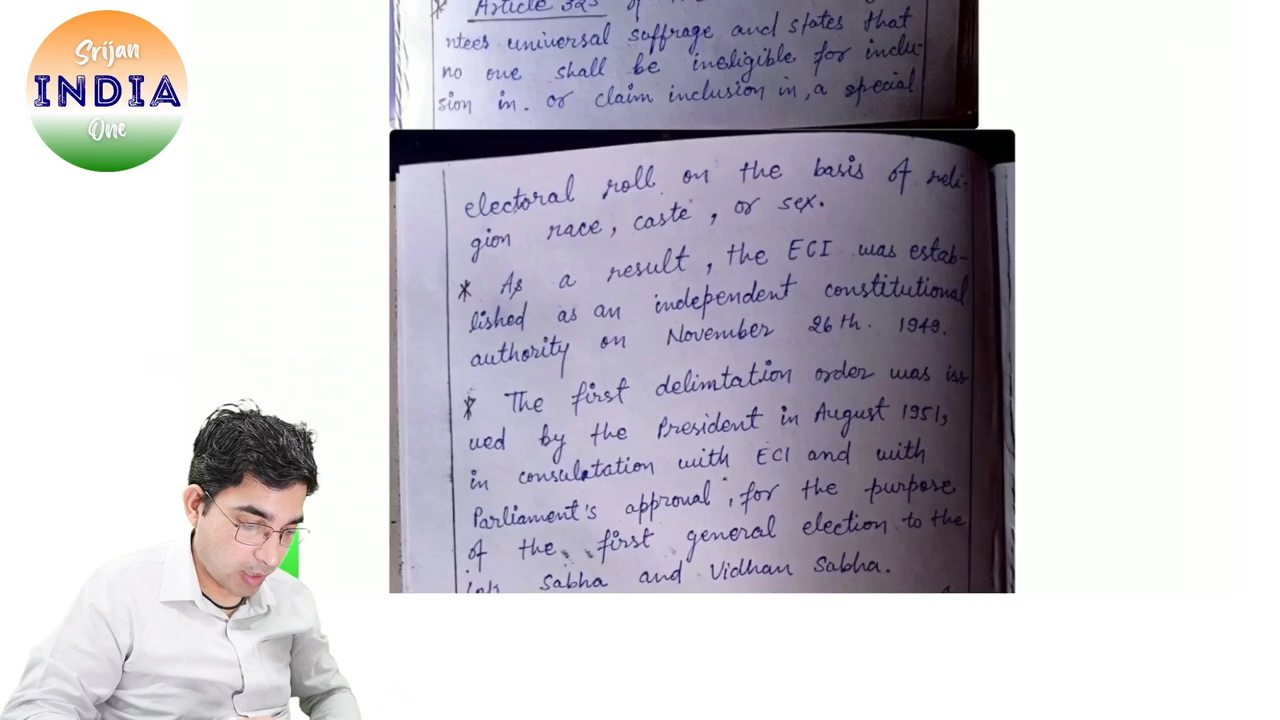 Srijan
INDIA
One
* Article 325 of
ntees universal suffrage and states that
no one shall be ineligible for inclu-
sion in. or claim inclusion in, a special
electoral roll on the basis of reli-
gion race, caste, or sex.
* As a result, the ECI was estab-
lished as an independent constitutional
authority on November 26th. 1949.
* The first delimtation order was iss
ued by the President in August 1951,
in consultation with ECI and with
Parliament's approval, for the purpose
of the first general election to the
Sabha and Vidhan Sabha.